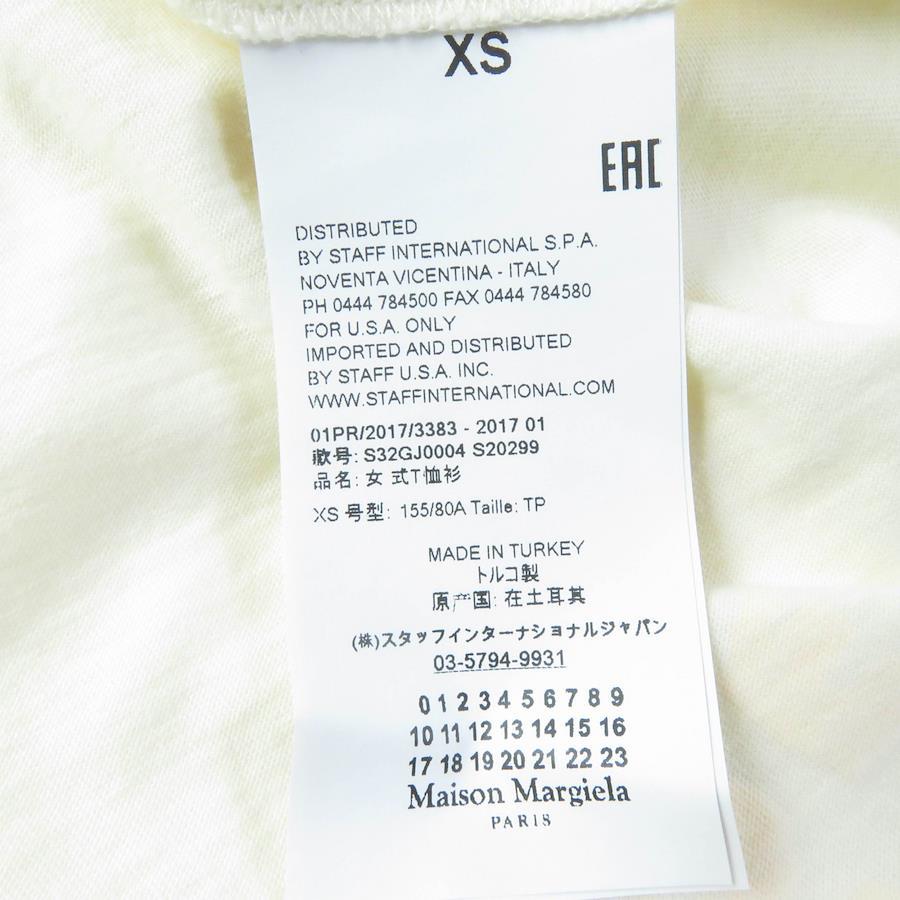 XS
EAC
DISTRIBUTED
BY STAFF INTERNATIONAL S.P.A.
NOVENTA VICENTINA - ITALY
PH 0444 784500 FAX 0444 784580
FOR U.S.A. ONLY
IMPORTED AND DISTRIBUTED
BY STAFF U.S.A. INC.
WWW.STAFFINTERNATIONAL.COM
01PR/2017/3383 - 2017 01
款号: S32GJ0004 S20299
品名: 女 式T恤衫
XS 号型: 155/80A Taille: TP
MADE IN TURKEY
トルコ製
原产国: 在土耳其
(株)スタッフインターナショナルジャパン
03-5794-9931
0 1 2 3 4 5 6 7 8 9
10 11 12 13 14 15 16
17 18 19 20 21 22 23
Maison Margiela
PARIS